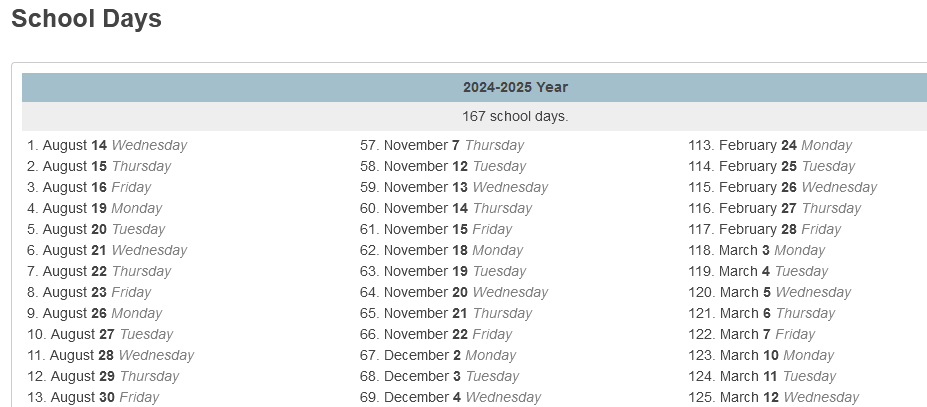 School Days
2024-2025 Year
167 school days.
1. August 14 Wednesday
2. August 15 Thursday
3. August 16 Friday
4. August 19 Monday
5. August 20 Tuesday
6. August 21 Wednesday
7. August 22 Thursday
8. August 23 Friday
9. August 26 Monday
10. August 27 Tuesday
11. August 28 Wednesday
12. August 29 Thursday
13. August 30 Friday
57. November 7 Thursday
58. November 12 Tuesday
59. November 13 Wednesday
60. November 14 Thursday
61. November 15 Friday
62. November 18 Monday
63. November 19 Tuesday
64. November 20 Wednesday
65. November 21 Thursday
66. November 22 Friday
67. December 2 Monday
68. December 3 Tuesday
69. December 4 Wednesday
113. February 24 Monday
114. February 25 Tuesday
115. February 26 Wednesday
116. February 27 Thursday
117. February 28 Friday
118. March 3 Monday
119. March 4 Tuesday
120. March 5 Wednesday
121. March 6 Thursday
122. March 7 Friday
123. March 10 Monday
124. March 11 Tuesday
125. March 12 Wednesday